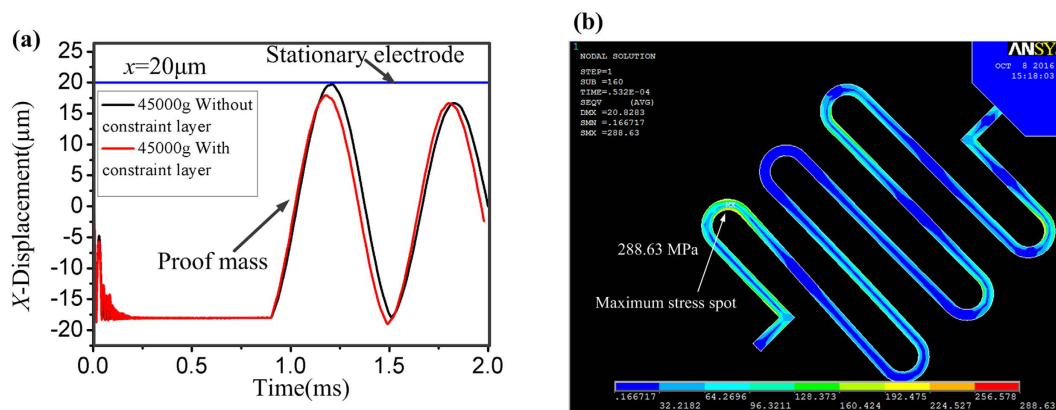 (a)
25
20
15
10
5
0
-5
-10
-15
-20
X-Displacement(μm)
x=20μm
Stationary electrode
45000g Without
constraint layer
45000g With
constraint layer
Proof mass
0.0 0.5 1.0 1.5 2.0
Time(ms)
(b)
1
NODAL SOLUTION
STEP=1
SUB =160
TIME=.532E-04
SEQV (AVG)
DMX =20.8283
SMN =.166717
SMX =288.63
ANSYS
OCT 8 2016
15:18:03
288.63 MPa
Maximum stress spot
.166717 64.2696 128.373 192.475 256.578
32.2182 96.3211 160.424 224.527 288.63